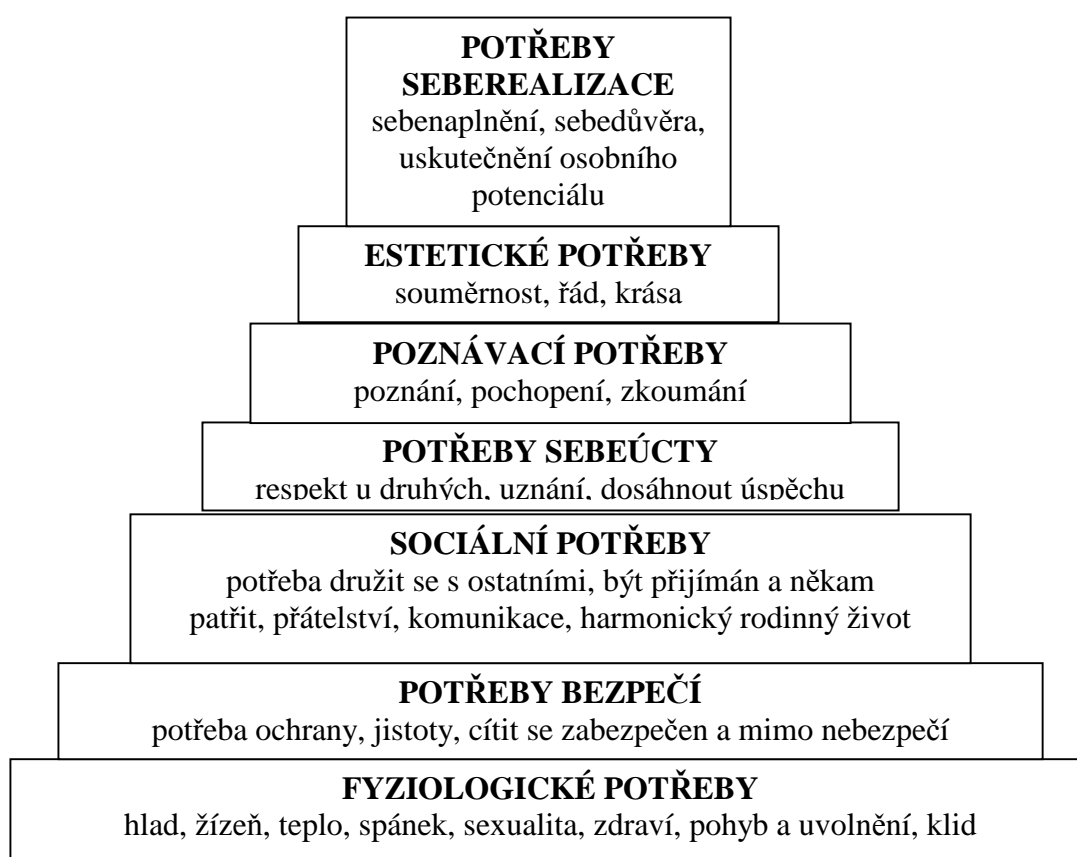 POTŘEBY
SEBEREALIZACE
sebenaplnění, sebedůvěra,
uskutečnění osobního
potenciálu
ESTETICKÉ POTŘEBY
souměrnost, řád, krása
POZNÁVACÍ POTŘEBY
poznání, pochopení, zkoumání
POTŘEBY SEBEÚCTY
respekt u druhých, uznání, dosáhnout úspěchu
SOCIÁLNÍ POTŘEBY
potřeba družit se s ostatními, být přijímán a někam
patřit, přátelství, komunikace, harmonický rodinný život
POTŘEBY BEZPEČÍ
potřeba ochrany, jistoty, cítit se zabezpečen a mimo nebezpečí
FYZIOLOGICKÉ POTŘEBY
hlad, žízeň, teplo, spánek, sexualita, zdraví, pohyb a uvolnění, klid